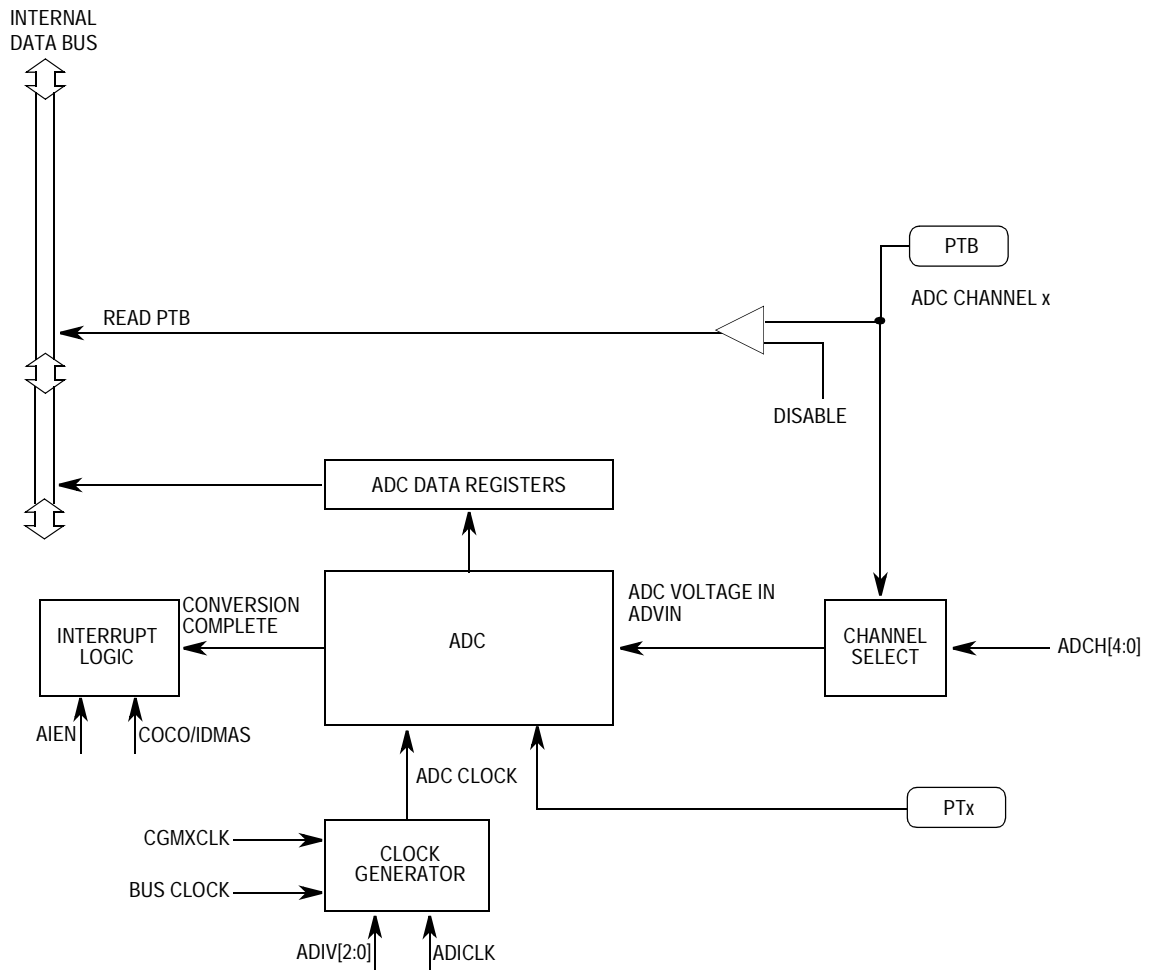 INTERNAL
DATA BUS
PTB
ADC CHANNEL x
READ PTB
DISABLE
ADC DATA REGISTERS
INTERRUPT
LOGIC
CONVERSION
COMPLETE
ADC
ADC VOLTAGE IN
ADVIN
CHANNEL
SELECT
ADCH[4:0]
AIEN
COCO/IDMAS
ADC CLOCK
PTx
CGMXCLK
BUS CLOCK
CLOCK
GENERATOR
ADIV[2:0]
ADICLK